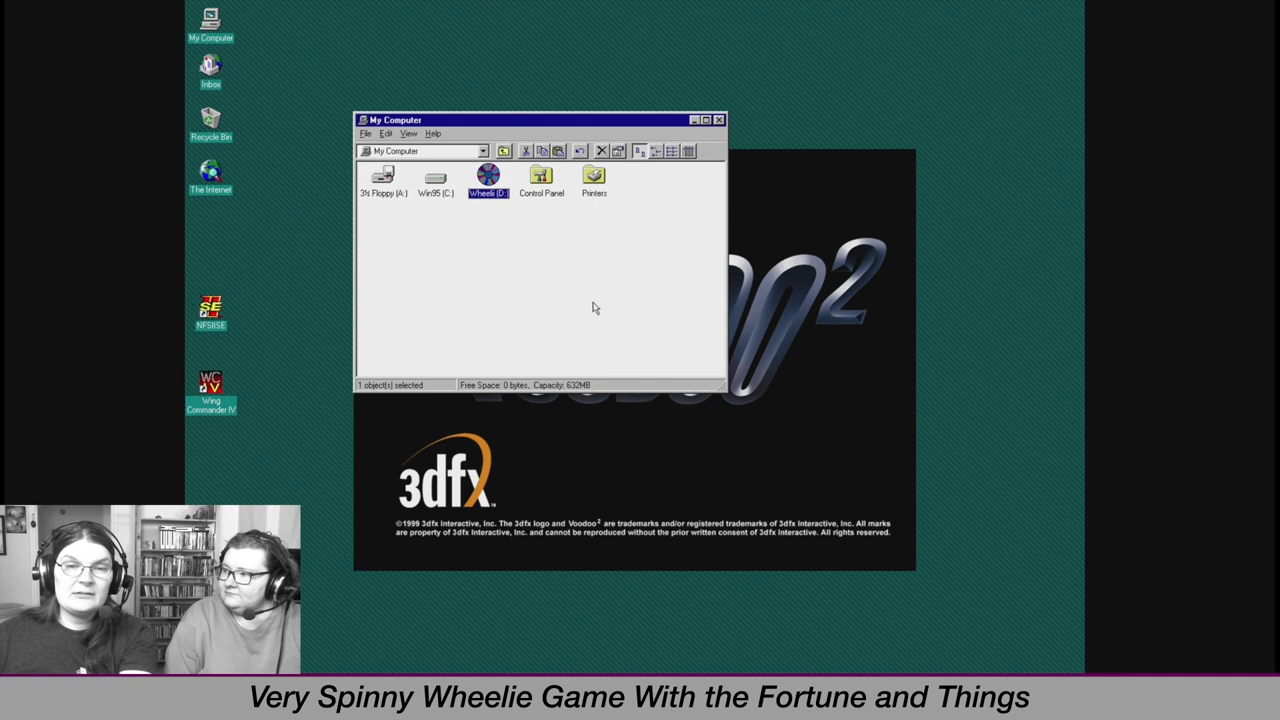 My Computer
Inbox
Recycle Bin
The Internet
NFSIISE
Wing
Commander IV
My Computer
File Edit View Help
My Computer
3½ Floppy (A:) Win95 (C:) Wheeli (D:) Control Panel Printers
1 object(s) selected Free Space: 0 bytes, Capacity: 632MB
3dfx
©1999 3dfx Interactive, Inc. The 3dfx logo and Voodoo² are trademarks and/or registered trademarks of 3dfx Interactive, Inc. All marks
are property of 3dfx Interactive, Inc. and cannot be reproduced without the prior written consent of 3dfx Interactive. All rights reserved.
Very Spinny Wheelie Game With the Fortune and Things